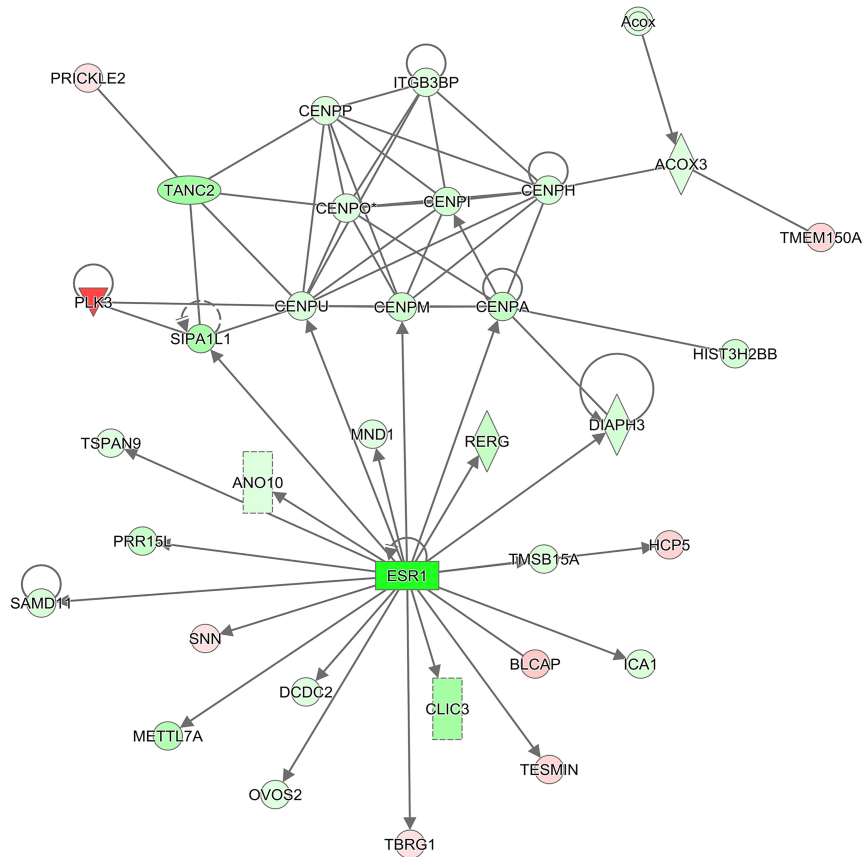 Acox
PRICKLE2
ITGB3BP
CENPP
ACOX3
TANC2
CENPH
CENPI
CENPO*
TMEM150A
PLK3
CENPU
CENPM
CENPA
SIPA1L1
HIST3H2BB
DIAPH3
MND1
RERG
TSPAN9
ANO10
PRR15L
HCP5
TMSB15A
ESR1
SAMD11
SNN
BLCAP
ICA1
DCDC2
CLIC3
METTL7A
TESMIN
OVOS2
TBRG1